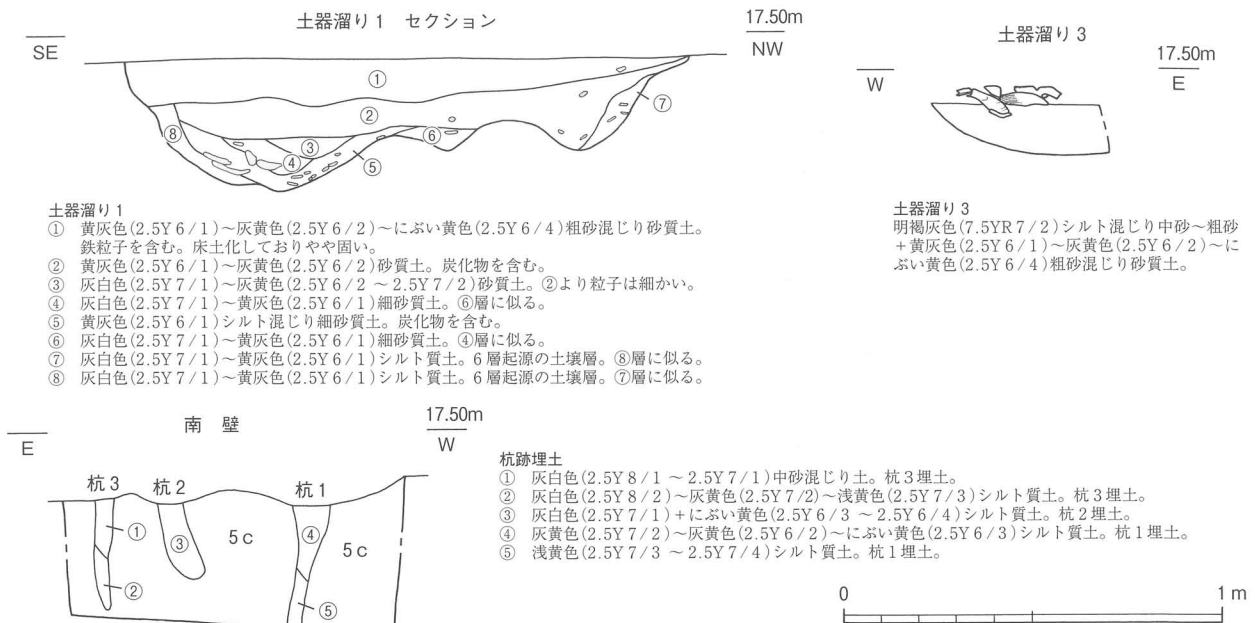 土器溜り1 セクション
17.50m
SE
NW
①
②
③
④
⑤
⑥
⑦
⑧
土器溜り3
17.50m
W
E
土器溜り1
① 黄灰色(2.5Y 6/1)～灰黄色(2.5Y 6/2)～にぶい黄色(2.5Y 6/4)粗砂混じり砂質土。
鉄粒子を含む。床土化しておりやや固い。
② 黄灰色(2.5Y 6/1)～灰黄色(2.5Y 6/2)砂質土。炭化物を含む。
③ 灰白色(2.5Y 7/1)～灰黄色(2.5Y 6/2 ～ 2.5Y 7/2)砂質土。②より粒子は細かい。
④ 灰白色(2.5Y 7/1)～黄灰色(2.5Y 6/1)細砂質土。⑥層に似る。
⑤ 黄灰色(2.5Y 6/1)シルト混じり細砂質土。炭化物を含む。
⑥ 灰白色(2.5Y 7/1)～黄灰色(2.5Y 6/1)細砂質土。④層に似る。
⑦ 灰白色(2.5Y 7/1)～黄灰色(2.5Y 6/1)シルト質土。6層起源の土壌層。⑧層に似る。
⑧ 灰白色(2.5Y 7/1)～黄灰色(2.5Y 6/1)シルト質土。6層起源の土壌層。⑦層に似る。
土器溜り3
明褐灰色(7.5YR 7/2)シルト混じり中砂～粗砂
+黄灰色(2.5Y 6/1)～灰黄色(2.5Y 6/2)～に
ぶい黄色(2.5Y 6/4)粗砂混じり砂質土。
南 壁
17.50m
E
W
杭3
杭2
杭1
①
②
③
5c
④
5c
⑤
杭跡埋土
① 灰白色(2.5Y 8/1 ～ 2.5Y 7/1)中砂混じり土。杭3埋土。
② 灰白色(2.5Y 8/2)～灰黄色(2.5Y 7/2)～浅黄色(2.5Y 7/3)シルト質土。杭3埋土。
③ 灰白色(2.5Y 7/1)+にぶい黄色(2.5Y 6/3 ～ 2.5Y 6/4)シルト質土。杭2埋土。
④ 灰黄色(2.5Y 7/2)～灰黄色(2.5Y 6/2)～にぶい黄色(2.5Y 6/3)シルト質土。杭1埋土。
⑤ 浅黄色(2.5Y 7/3 ～ 2.5Y 7/4)シルト質土。杭1埋土。
0
1m